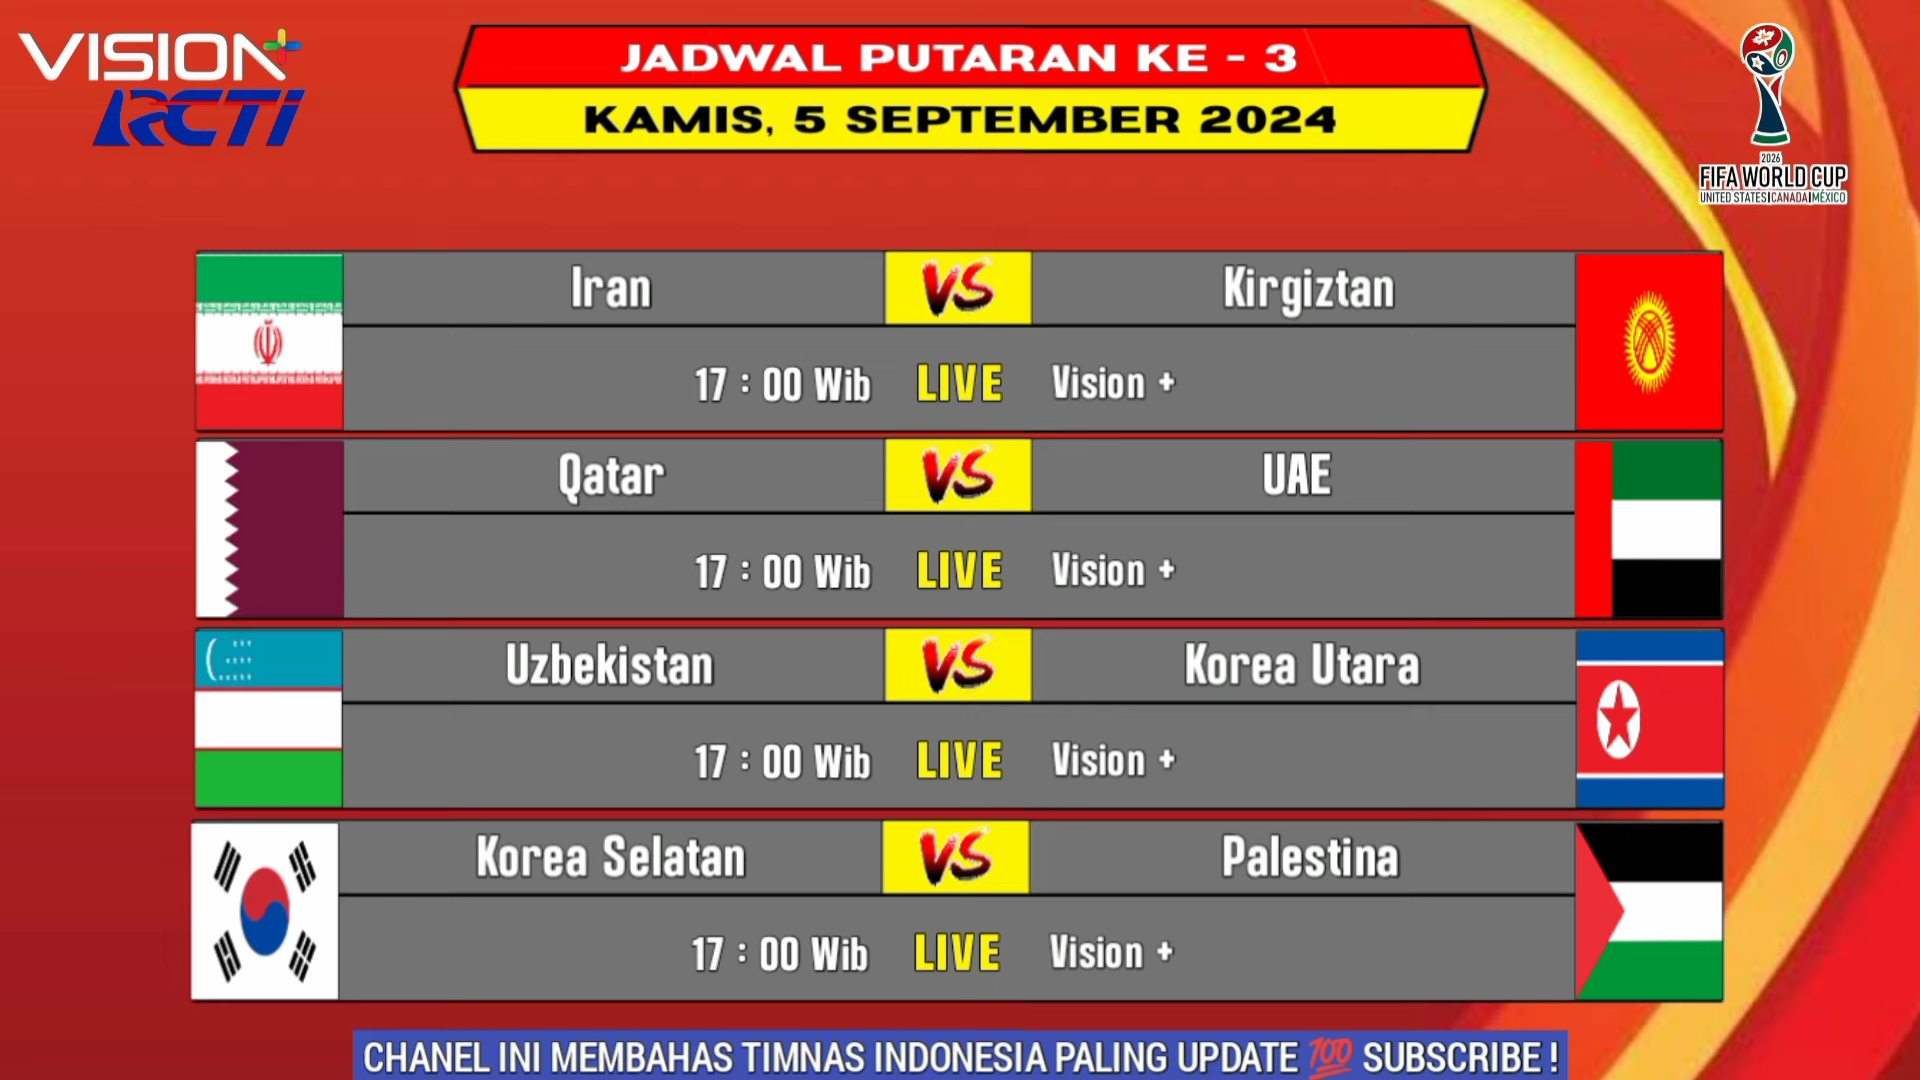 VISION+
RCTI
JADWAL PUTARAN KE - 3
KAMIS, 5 SEPTEMBER 2024
2026
FIFA WORLD CUP
UNITED STATES|CANADA|MÉXICO
Iran VS Kirgiztan
17 : 00 Wib LIVE Vision +
Qatar VS UAE
17 : 00 Wib LIVE Vision +
Uzbekistan VS Korea Utara
17 : 00 Wib LIVE Vision +
Korea Selatan VS Palestina
17 : 00 Wib LIVE Vision +
CHANEL INI MEMBAHAS TIMNAS INDONESIA PALING UPDATE 💯 SUBSCRIBE !